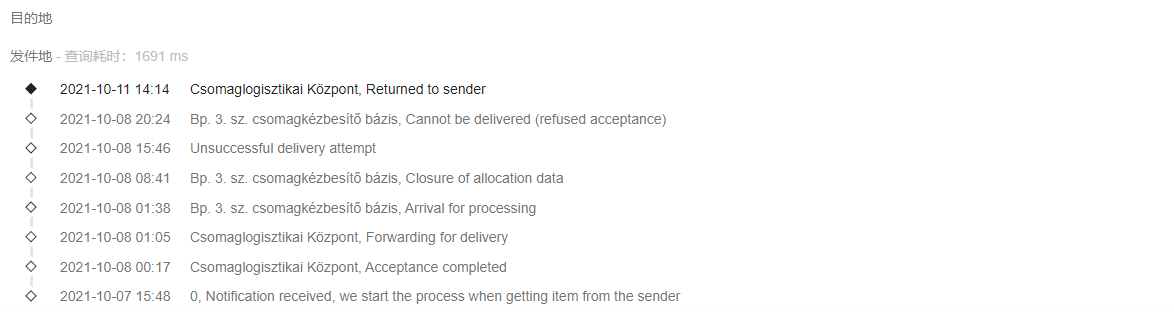 目的地
发件地 - 查询耗时：1691 ms
2021-10-11 14:14 Csomaglogisztikai Központ, Returned to sender
2021-10-08 20:24 Bp. 3. sz. csomagkézbesítő bázis, Cannot be delivered (refused acceptance)
2021-10-08 15:46 Unsuccessful delivery attempt
2021-10-08 08:41 Bp. 3. sz. csomagkézbesítő bázis, Closure of allocation data
2021-10-08 01:38 Bp. 3. sz. csomagkézbesítő bázis, Arrival for processing
2021-10-08 01:05 Csomaglogisztikai Központ, Forwarding for delivery
2021-10-08 00:17 Csomaglogisztikai Központ, Acceptance completed
2021-10-07 15:48 0, Notification received, we start the process when getting item from the sender